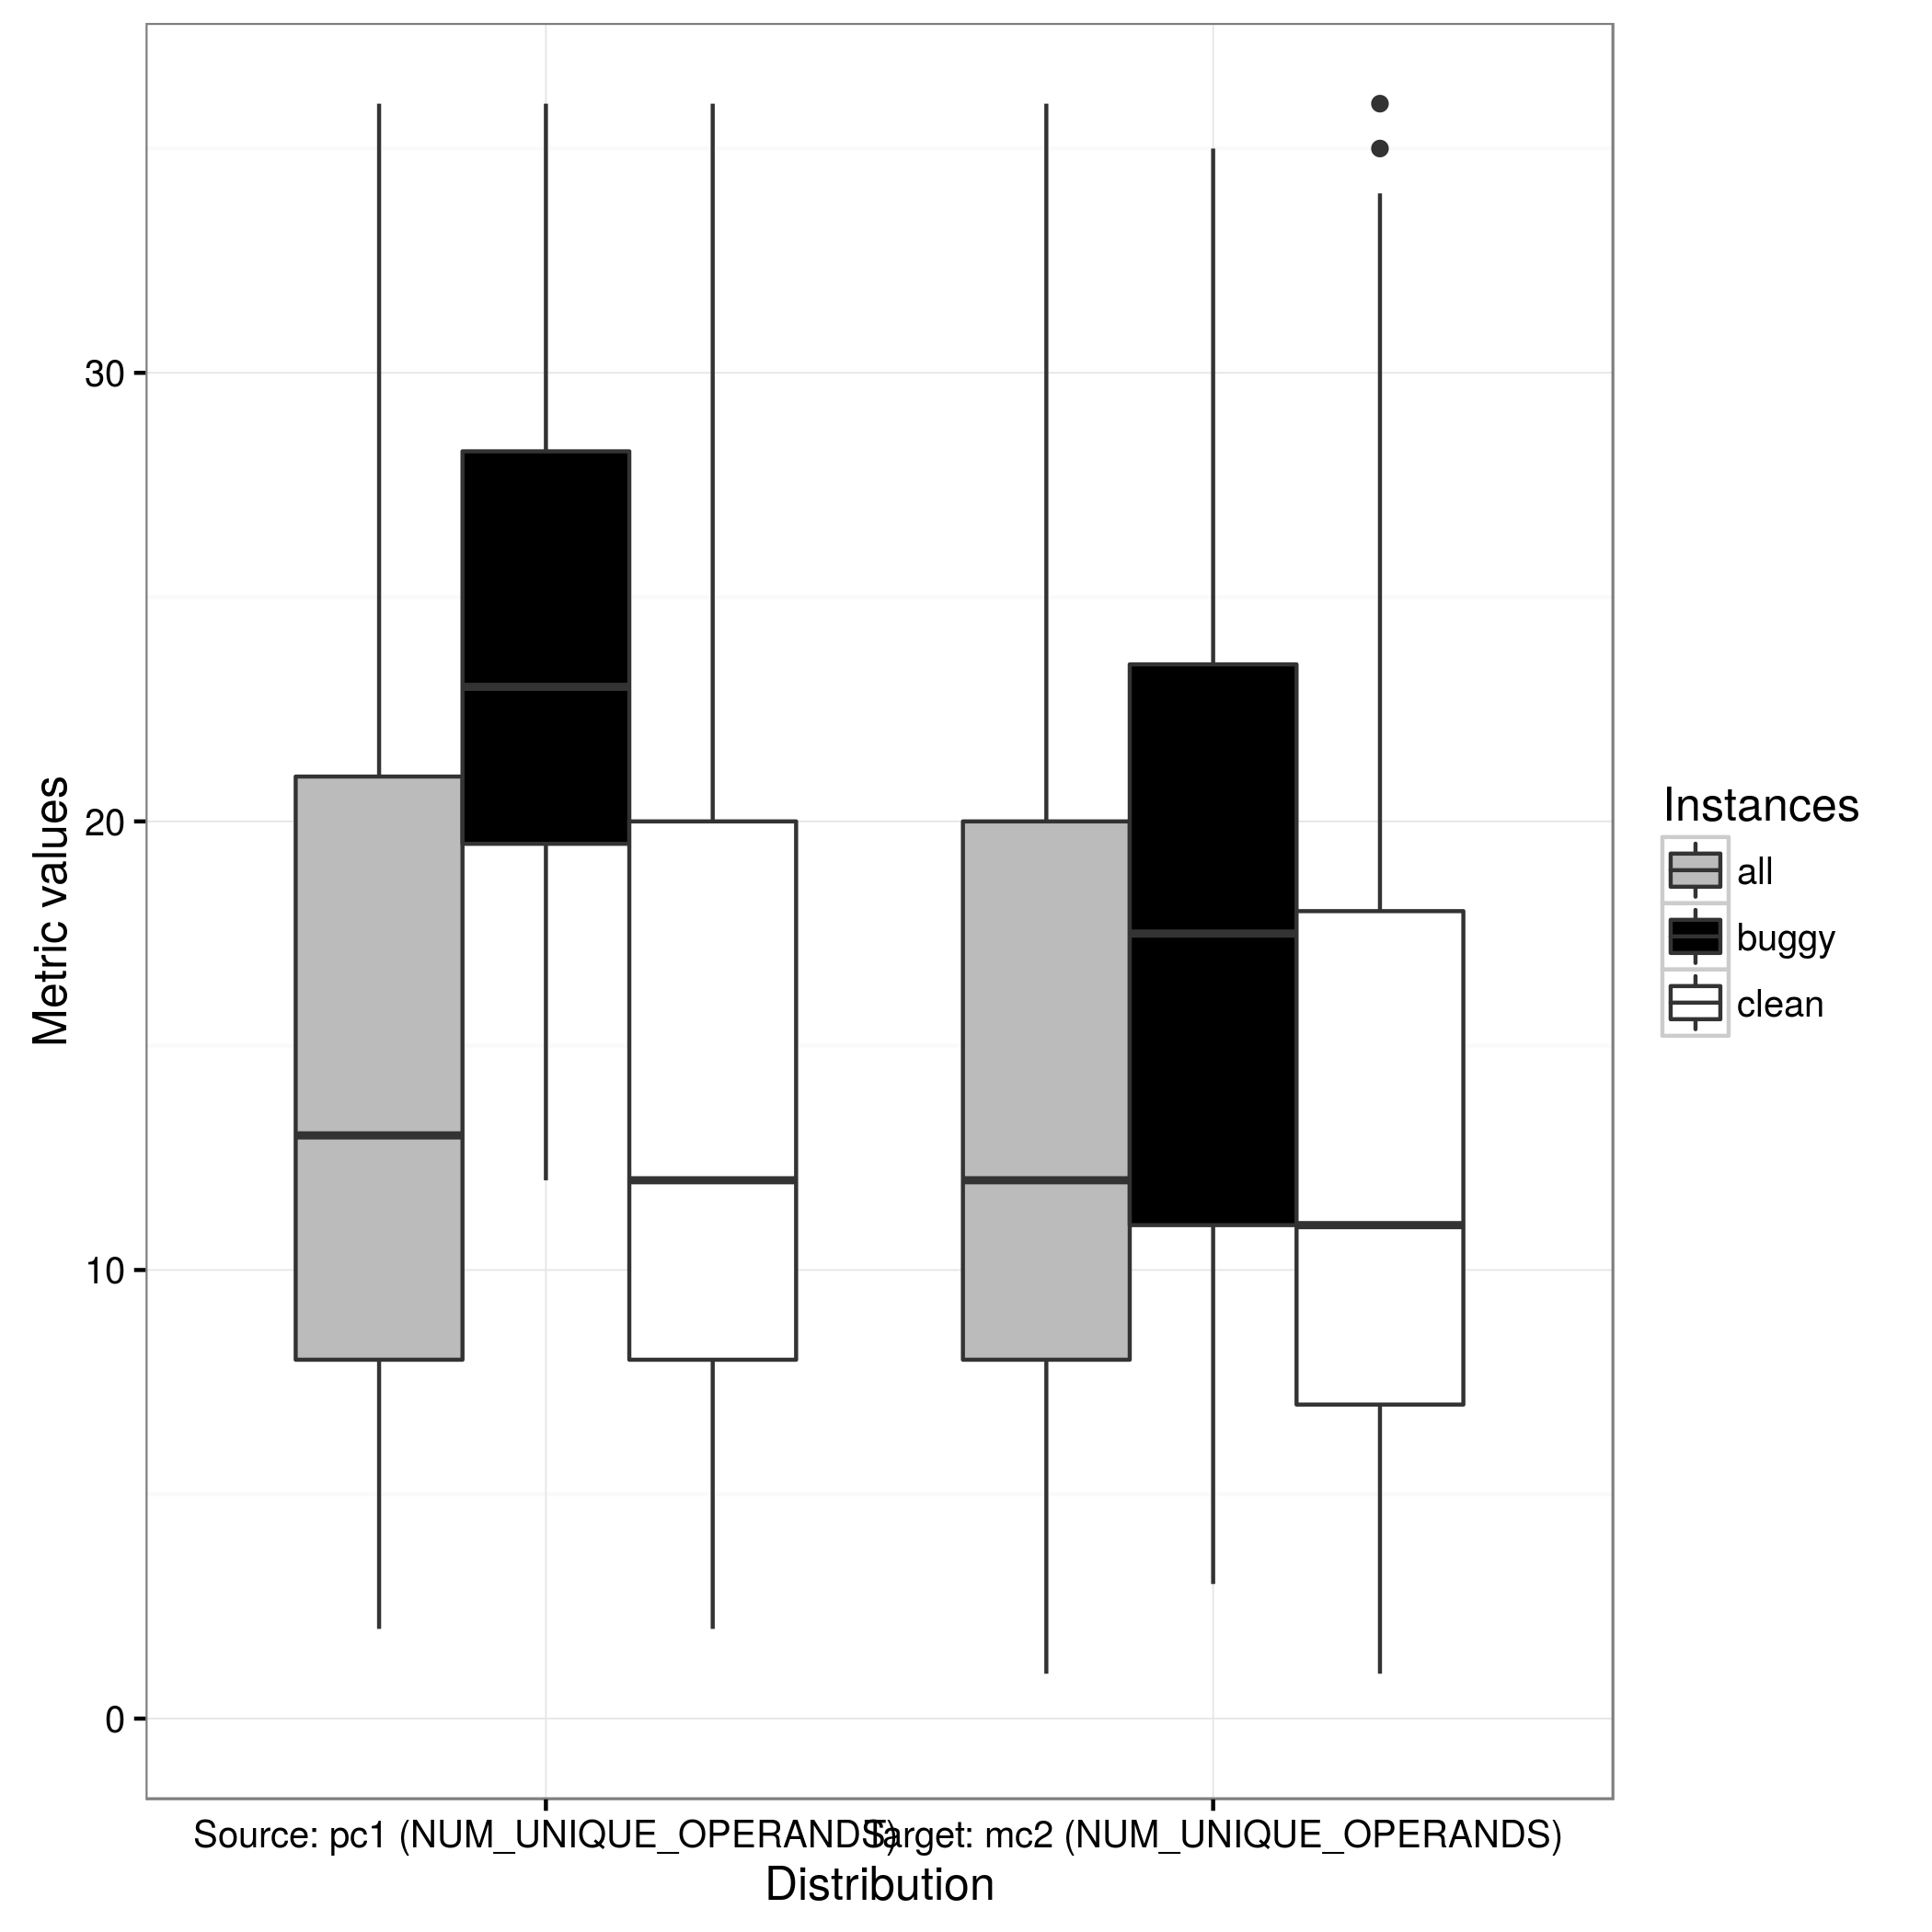 30
20
10
0
Metric values
Source: pc1 (NUM_UNIQUE_OPERANDS)
Target: mc2 (NUM_UNIQUE_OPERANDS)
Distribution
Instances
all
buggy
clean